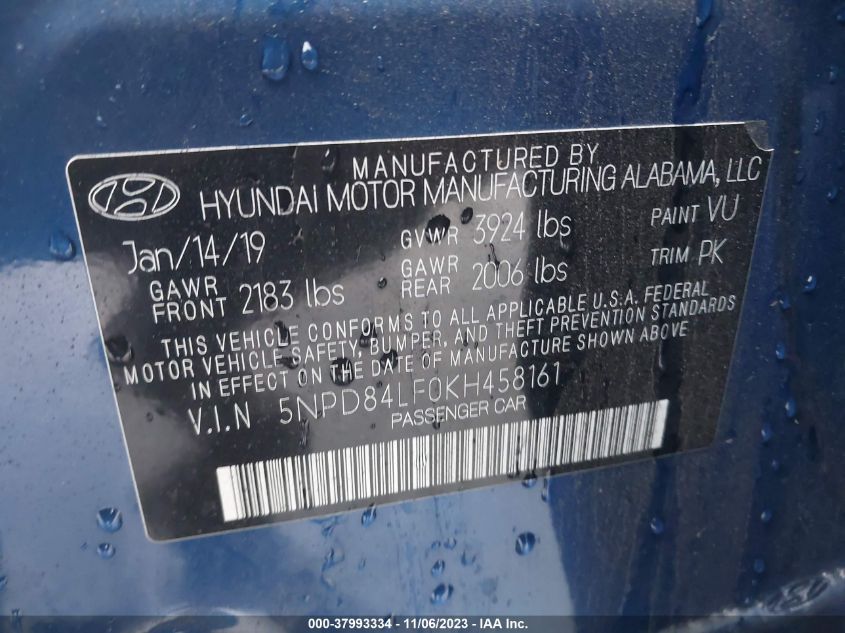 MANUFACTURED BY
HYUNDAI MOTOR MANUFACTURING ALABAMA, LLC
Jan/14/19 GVWR 3924 lbs PAINT VU
GAWR FRONT 2183 lbs GAWR REAR 2006 lbs TRIM PK
THIS VEHICLE CONFORMS TO ALL APPLICABLE U.S.A. FEDERAL
MOTOR VEHICLE SAFETY, BUMPER, AND THEFT PREVENTION STANDARDS
IN EFFECT ON THE DATE OF MANUFACTURE SHOWN ABOVE
V.I.N 5NPD84LF0KH458161
PASSENGER CAR
000-37993334 - 11/06/2023 - IAA Inc.